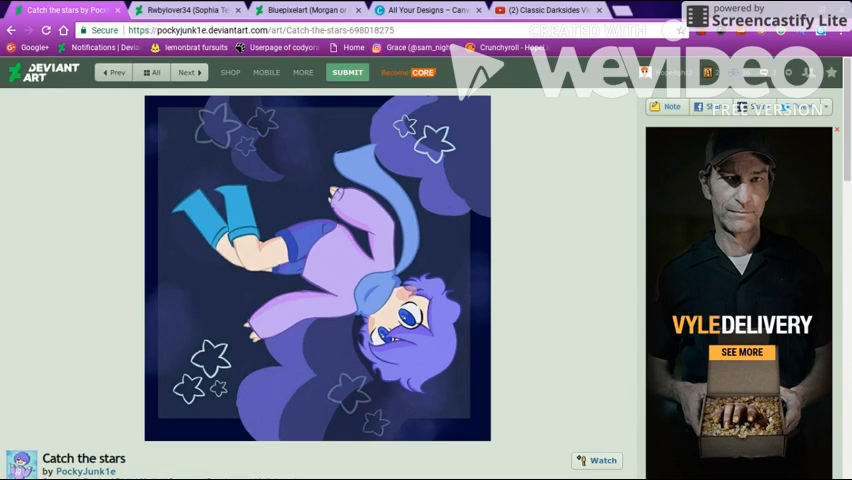 Catch the stars by Pocky
Rwbylover34 (Sophia Te
Bluepixelart (Morgan or
All Your Designs – Canv
(2) Classic Darksides Vi
powered by
Screencastify Lite
Secure
https://pockyjunk1e.deviantart.com/art/Catch-the-stars-698018275
CREATED WITH
Google+
Notifications | Devia
lemonbrat fursuits
Userpage of codyora
Home
Grace (@sam_nigh
Crunchyroll - Hope
wevideo
FREE VERSION
DEVIANT
ART
Prev
All
Next
SHOP
MOBILE
MORE
SUBMIT
Become CORE
Note
VYLEDELIVERY
SEE MORE
Catch the stars
by PockyJunk1e
Watch